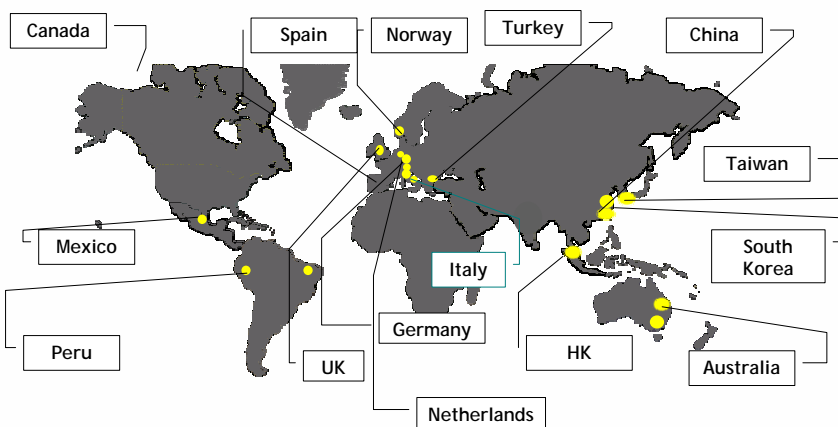 Canada
Spain
Norway
Turkey
China
Taiwan
Mexico
Italy
South
Korea
Peru
UK
Germany
HK
Australia
Netherlands